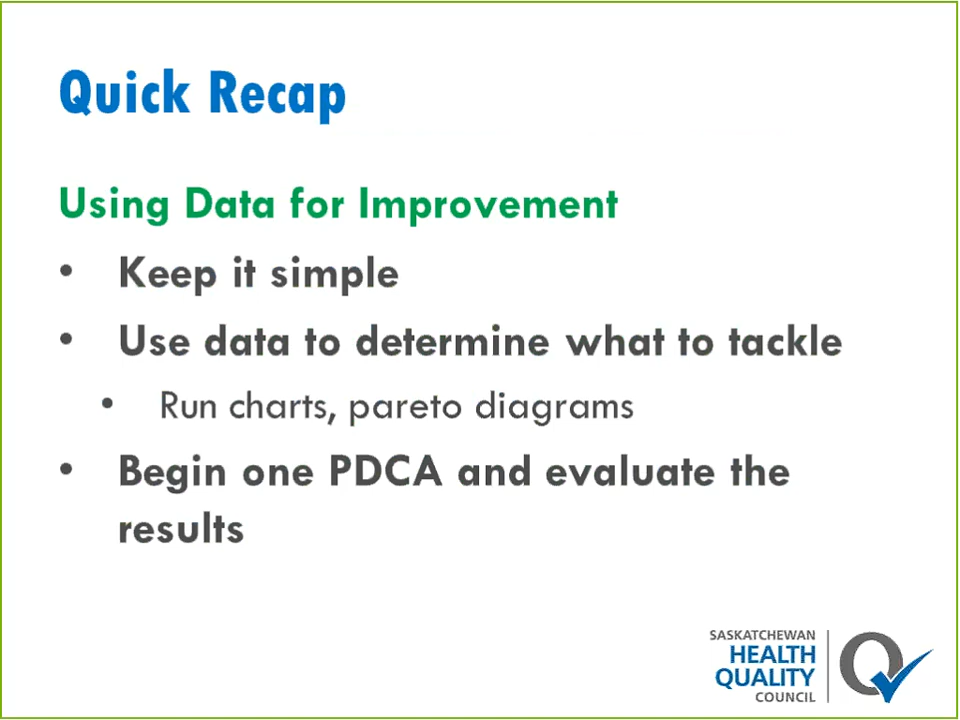 Quick Recap
Using Data for Improvement
• Keep it simple
• Use data to determine what to tackle
• Run charts, pareto diagrams
• Begin one PDCA and evaluate the
results
SASKATCHEWAN
HEALTH
QUALITY
COUNCIL
Q